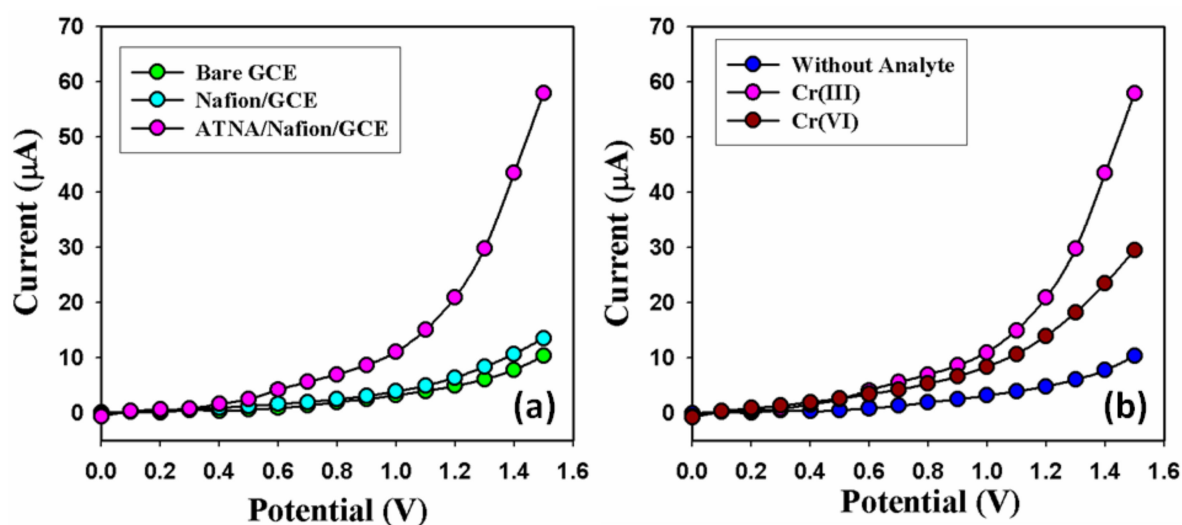 70
60
50
40
30
20
10
0
Current (μA)
Bare GCE
Nafion/GCE
ATNA/Nafion/GCE
(a)
0.0 0.2 0.4 0.6 0.8 1.0 1.2 1.4 1.6
Potential (V)
70
60
50
40
30
20
10
0
Current (μA)
Without Analyte
Cr(III)
Cr(VI)
(b)
0.0 0.2 0.4 0.6 0.8 1.0 1.2 1.4 1.6
Potential (V)